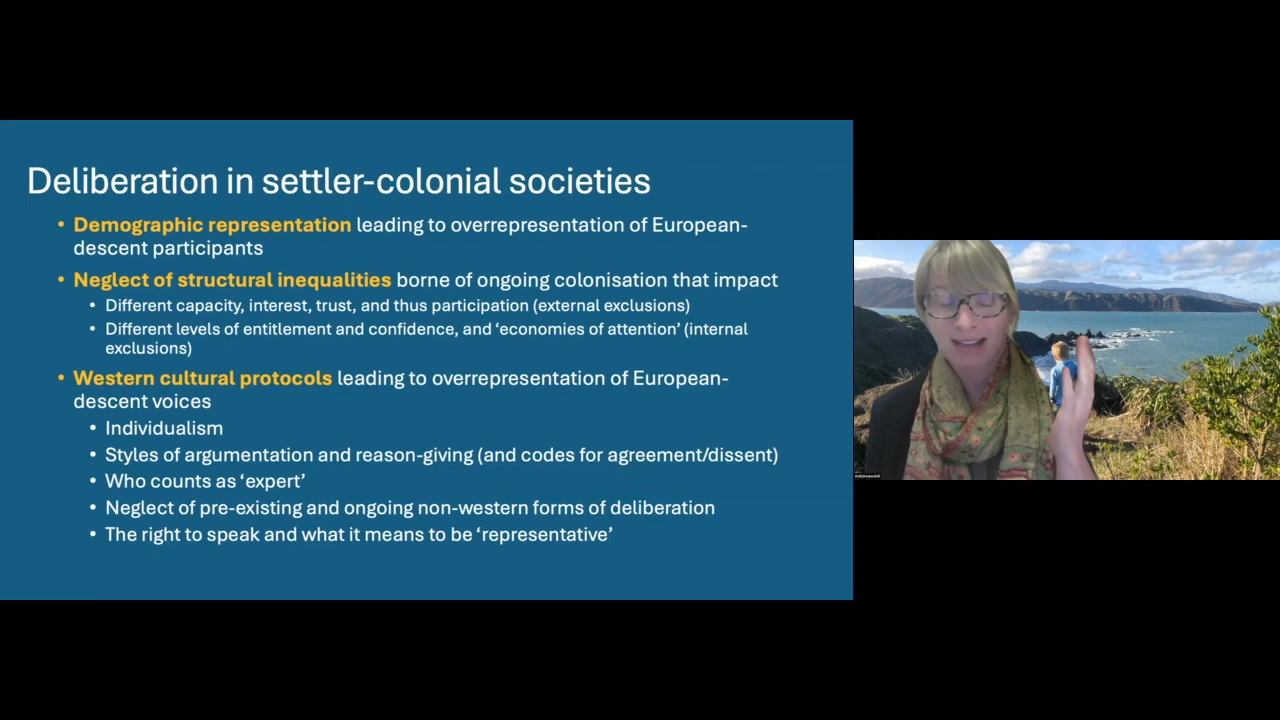 Deliberation in settler-colonial societies
• Demographic representation leading to overrepresentation of European-
descent participants
• Neglect of structural inequalities borne of ongoing colonisation that impact
• Different capacity, interest, trust, and thus participation (external exclusions)
• Different levels of entitlement and confidence, and ‘economies of attention’ (internal
exclusions)
• Western cultural protocols leading to overrepresentation of European-
descent voices
• Individualism
• Styles of argumentation and reason-giving (and codes for agreement/dissent)
• Who counts as ‘expert’
• Neglect of pre-existing and ongoing non-western forms of deliberation
• The right to speak and what it means to be ‘representative’